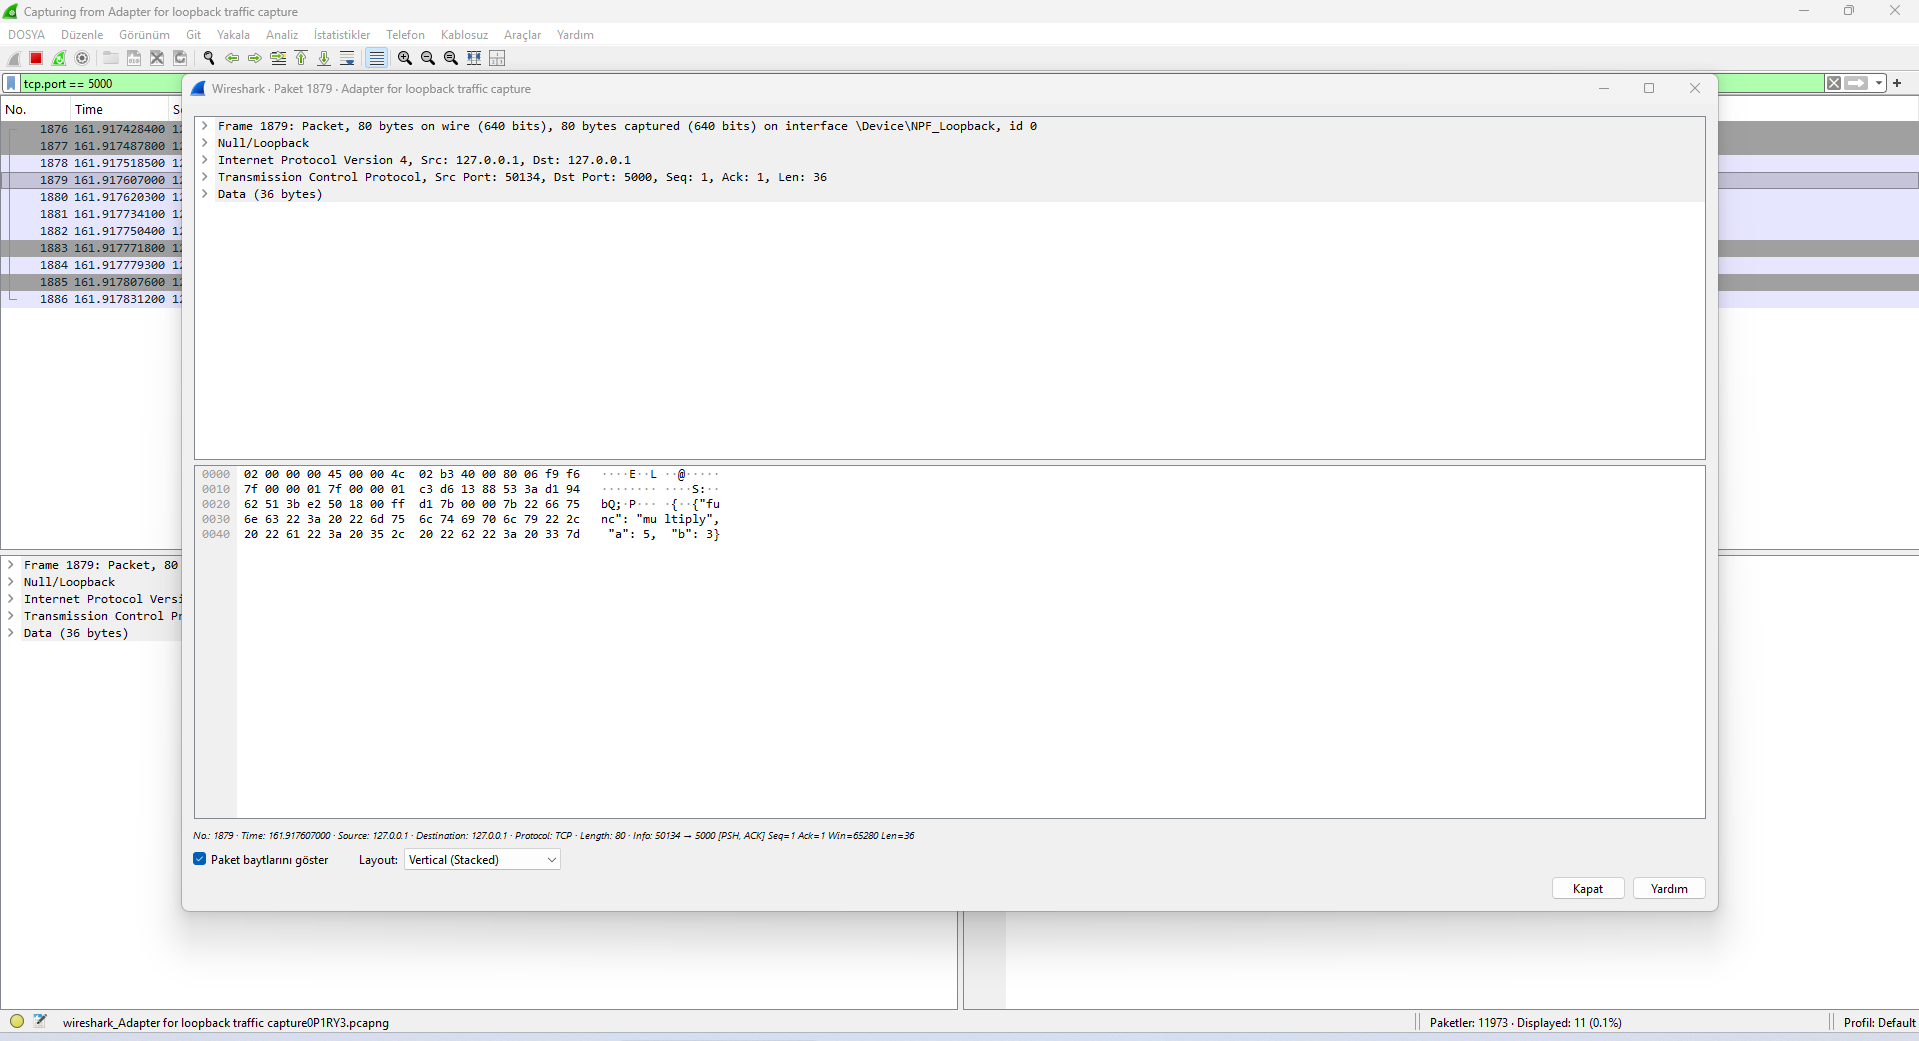 Capturing from Adapter for loopback traffic capture
DOSYA Düzenle Görünüm Git Yakala Analiz İstatistikler Telefon Kablosuz Araçlar Yardım
tcp.port == 5000
Wireshark · Paket 1879 · Adapter for loopback traffic capture
No. Time
1876 161.917428400
1877 161.917487800
1878 161.917518500
1879 161.917607000
1880 161.917620300
1881 161.917734100
1882 161.917750400
1883 161.917771800
1884 161.917779300
1885 161.917807600
1886 161.917831200
Frame 1879: Packet, 80 bytes on wire (640 bits), 80 bytes captured (640 bits) on interface \Device\NPF_Loopback, id 0
Null/Loopback
Internet Protocol Version 4, Src: 127.0.0.1, Dst: 127.0.0.1
Transmission Control Protocol, Src Port: 50134, Dst Port: 5000, Seq: 1, Ack: 1, Len: 36
Data (36 bytes)
0000 02 00 00 00 45 00 00 4c 02 b3 40 00 80 06 f9 f6 ····E··L ··@·····
0010 7f 00 00 01 7f 00 00 01 c3 d6 13 88 53 3a d1 94 ········ ····S:··
0020 62 51 3b e2 50 18 00 ff d1 7b 00 00 7b 22 66 75 bQ;·P··· ·{··{"fu
0030 6e 63 22 3a 20 22 6d 75 6c 74 69 70 6c 79 22 2c nc": "mu ltiply",
0040 20 22 61 22 3a 20 35 2c 20 22 62 22 3a 20 33 7d "a": 5, "b": 3}
Frame 1879: Packet, 80
Null/Loopback
Internet Protocol Versi
Transmission Control Pr
Data (36 bytes)
No.: 1879 · Time: 161.917607000 · Source: 127.0.0.1 · Destination: 127.0.0.1 · Protocol: TCP · Length: 80 · Info: 50134 → 5000 [PSH, ACK] Seq=1 Ack=1 Win=65280 Len=36
Paket baytlarını göster Layout: Vertical (Stacked)
Kapat Yardım
wireshark_Adapter for loopback traffic capture0P1RY3.pcapng
Paketler: 11973 · Displayed: 11 (0.1%)
Profil: Default